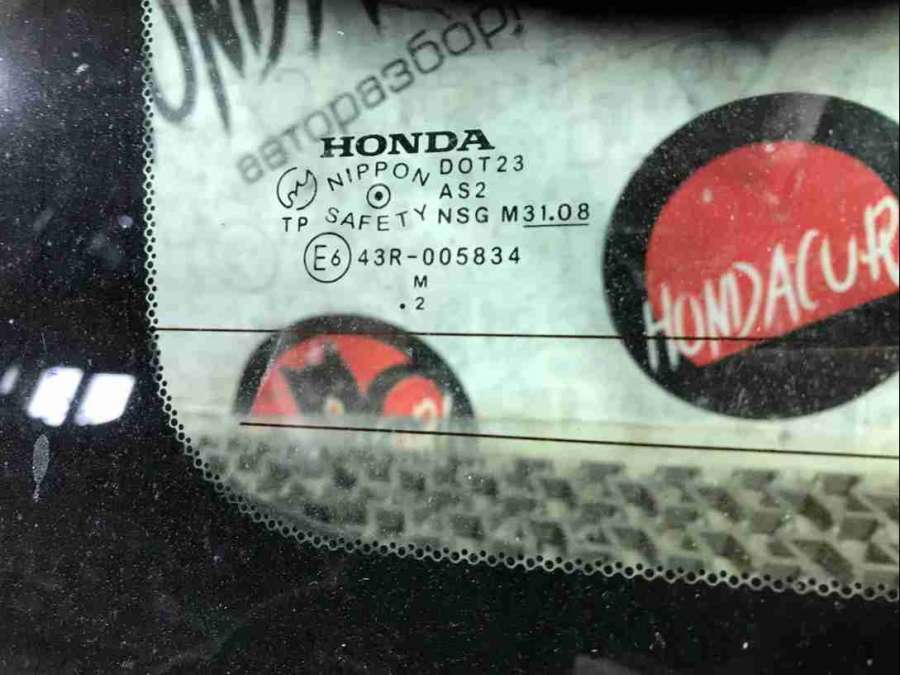 авторазбор!
HONDA
NIPPON DOT23
AS2
TP SAFETY NSG M31.08
E6 43R-005834
M
.2
HONDACUR